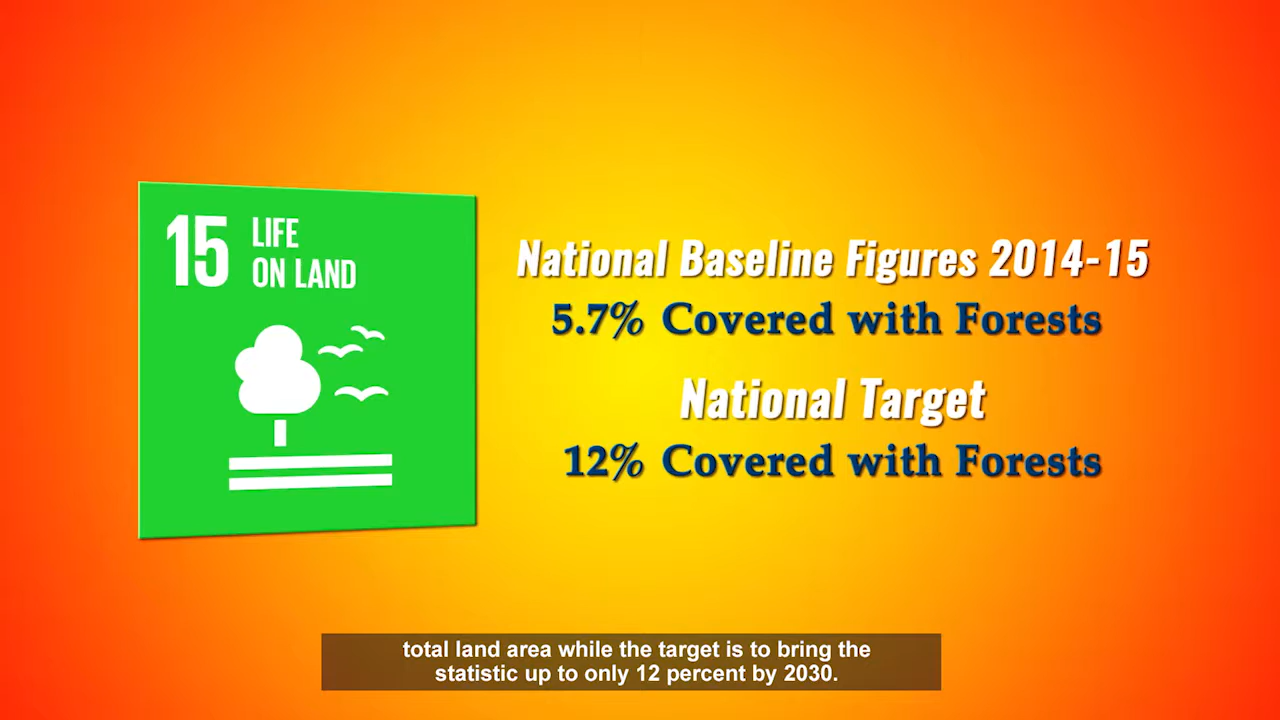 15 LIFE
ON LAND
National Baseline Figures 2014-15
5.7% Covered with Forests
National Target
12% Covered with Forests
total land area while the target is to bring the
statistic up to only 12 percent by 2030.